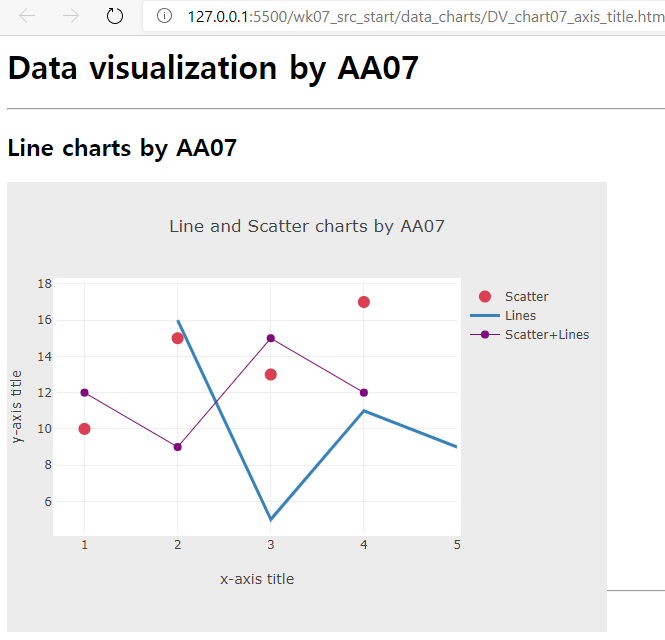 127.0.0.1:5500/wk07_src_start/data_charts/DV_chart07_axis_title.htm
Data visualization by AA07
Line charts by AA07
Line and Scatter charts by AA07
18
16
14
12
10
8
6
y-axis title
1 2 3 4 5
x-axis title
Scatter
Lines
Scatter+Lines